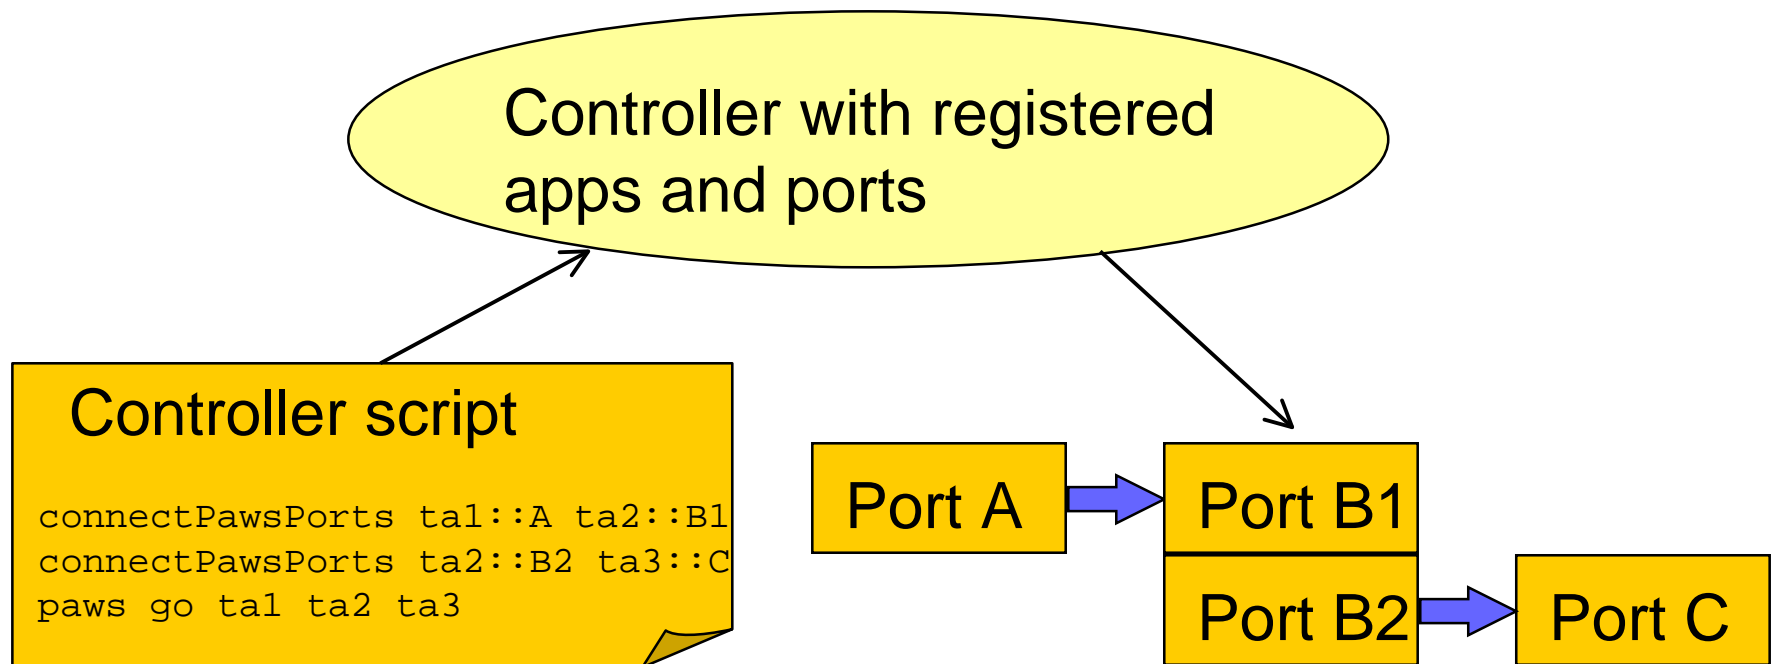 Controller with registered
apps and ports
Controller script
connectPawsPorts ta1::A ta2::B1
connectPawsPorts ta2::B2 ta3::C
paws go ta1 ta2 ta3
Port A
Port B1
Port B2
Port C